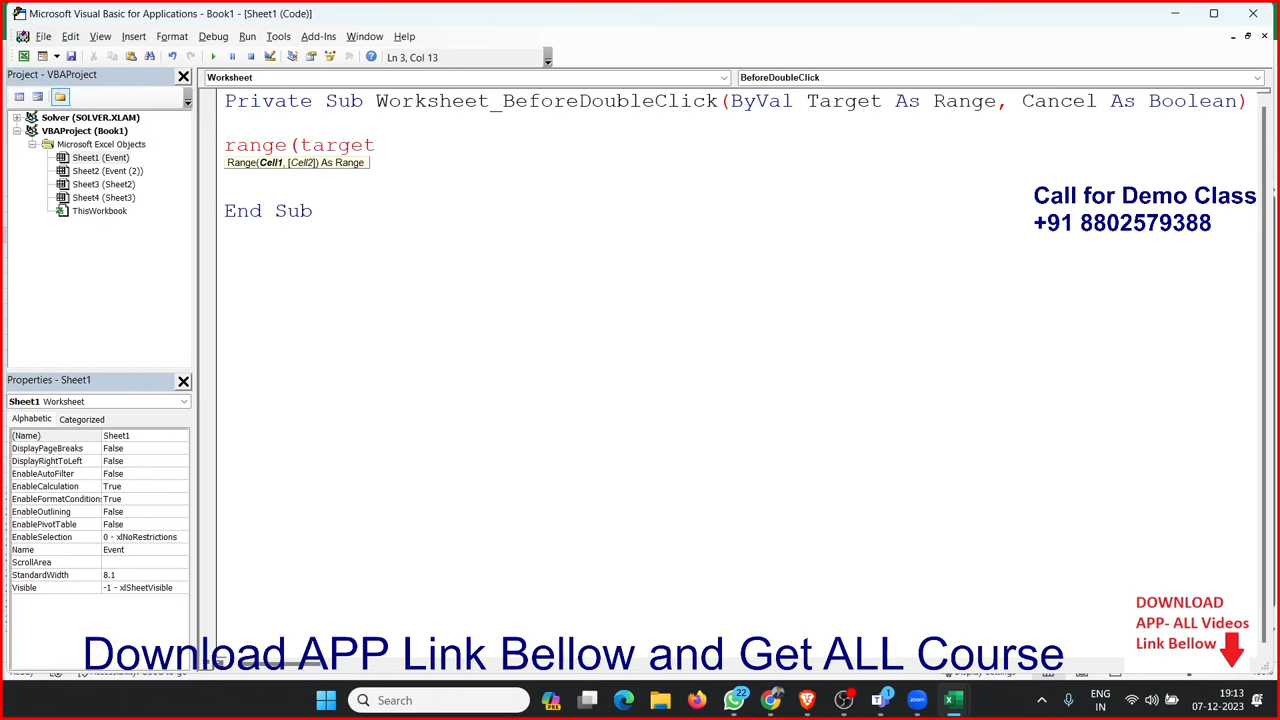 Microsoft Visual Basic for Applications - Book1 - [Sheet1 (Code)]
File Edit View Insert Format Debug Run Tools Add-Ins Window Help
Ln 3, Col 13
Project - VBAProject
Worksheet
BeforeDoubleClick
Solver (SOLVER.XLAM)
VBAProject (Book1)
Microsoft Excel Objects
Sheet1 (Event)
Sheet2 (Event (2))
Sheet3 (Sheet2)
Sheet4 (Sheet3)
ThisWorkbook
Private Sub Worksheet_BeforeDoubleClick(ByVal Target As Range, Cancel As Boolean)
range(target
Range(Cell1, [Cell2]) As Range
End Sub
Call for Demo Class
+91 8802579388
Properties - Sheet1
Sheet1 Worksheet
Alphabetic Categorized
(Name) Sheet1
DisplayPageBreaks False
DisplayRightToLeft False
EnableAutoFilter False
EnableCalculation True
EnableFormatConditions True
EnableOutlining False
EnablePivotTable False
EnableSelection 0 - xlNoRestrictions
Name Event
ScrollArea
StandardWidth 8.1
Visible -1 - xlSheetVisible
DOWNLOAD
APP- ALL Videos
Link Bellow
Download APP Link Bellow and Get ALL Course
Search
PRE
22
1
ENG
IN
19:13
07-12-2023